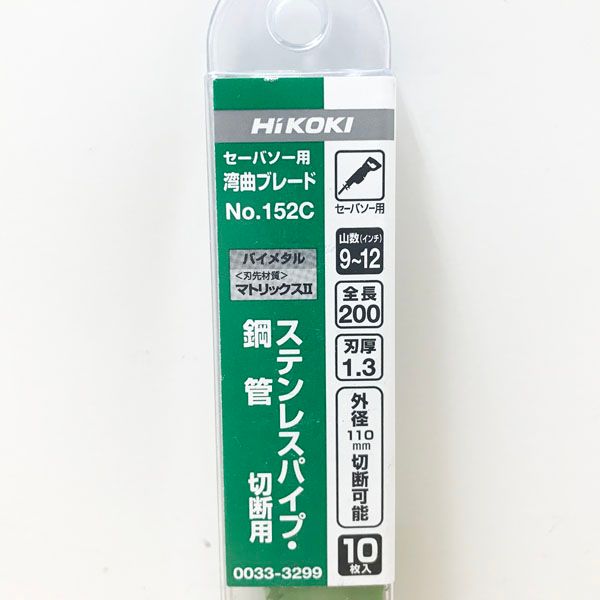 HiKOKI
セーバソー用
湾曲ブレード
No.152C
バイメタル
<刃先材質>
マトリックスII
ステンレスパイプ・
鋼管
切断用
0033-3299
セーバソー用
山数(インチ)
9~12
全長
200
刃厚
1.3
外径
110
mm
切断可能
10
枚入